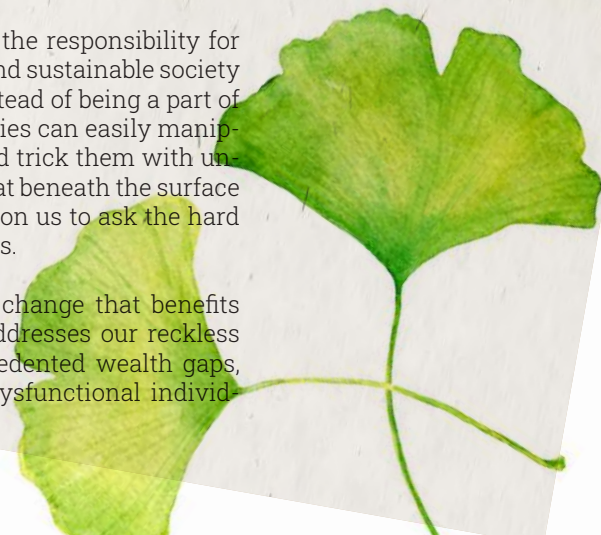 the responsibility for
nd sustainable society
tead of being a part of
ies can easily manip-
d trick them with un-
at beneath the surface
on us to ask the hard
s.
change that benefits
ddresses our reckless
edented wealth gaps,
ysfunctional individ-